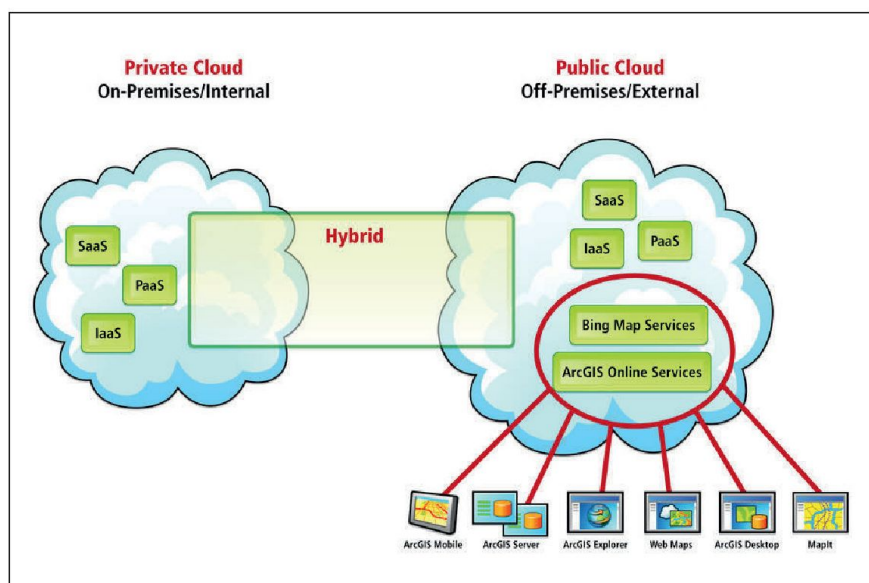 Private Cloud
On-Premises/Internal
Public Cloud
Off-Premises/External
SaaS
PaaS
IaaS
Hybrid
SaaS
IaaS
PaaS
Bing Map Services
ArcGIS Online Services
ArcGIS Mobile
ArcGIS Server
ArcGIS Explorer
Web Maps
ArcGIS Desktop
MapIt